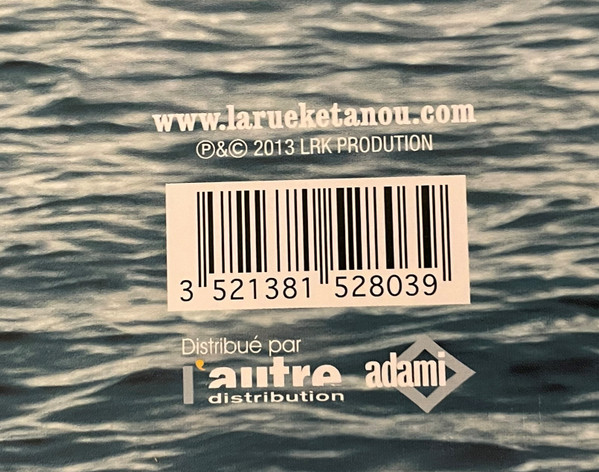 www.larueketanou.com
℗&© 2013 LRK PRODUTION
3 521381 528039
Distribué par
l'autre
distribution
adami